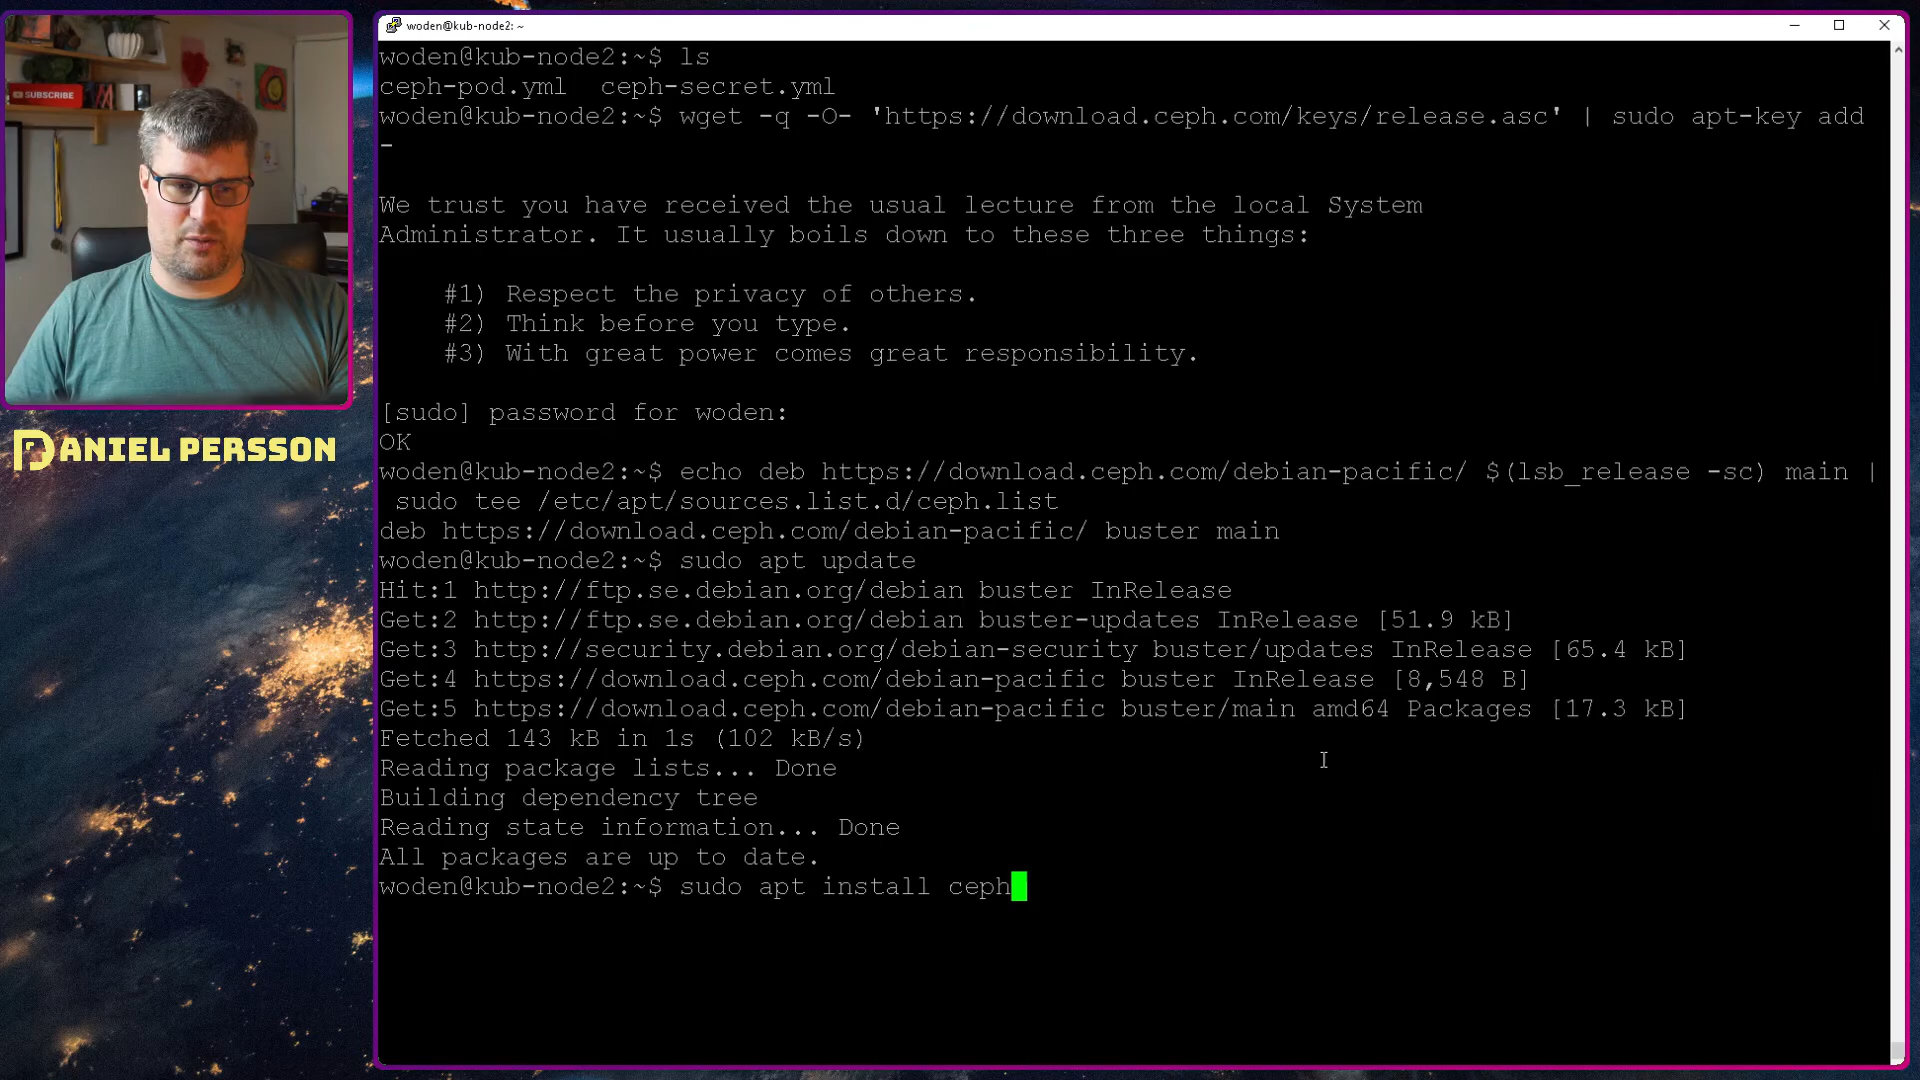 woden@kub-node2: ~
woden@kub-node2:~$ ls
ceph-pod.yml  ceph-secret.yml
woden@kub-node2:~$ wget -q -O- 'https://download.ceph.com/keys/release.asc' | sudo apt-key add
-

We trust you have received the usual lecture from the local System
Administrator. It usually boils down to these three things:

    #1) Respect the privacy of others.
    #2) Think before you type.
    #3) With great power comes great responsibility.

[sudo] password for woden:
OK
woden@kub-node2:~$ echo deb https://download.ceph.com/debian-pacific/ $(lsb_release -sc) main |
 sudo tee /etc/apt/sources.list.d/ceph.list
deb https://download.ceph.com/debian-pacific/ buster main
woden@kub-node2:~$ sudo apt update
Hit:1 http://ftp.se.debian.org/debian buster InRelease
Get:2 http://ftp.se.debian.org/debian buster-updates InRelease [51.9 kB]
Get:3 http://security.debian.org/debian-security buster/updates InRelease [65.4 kB]
Get:4 https://download.ceph.com/debian-pacific buster InRelease [8,548 B]
Get:5 https://download.ceph.com/debian-pacific buster/main amd64 Packages [17.3 kB]
Fetched 143 kB in 1s (102 kB/s)
Reading package lists... Done
Building dependency tree
Reading state information... Done
All packages are up to date.
woden@kub-node2:~$ sudo apt install ceph
SUBSCRIBE
DANIEL PERSSON